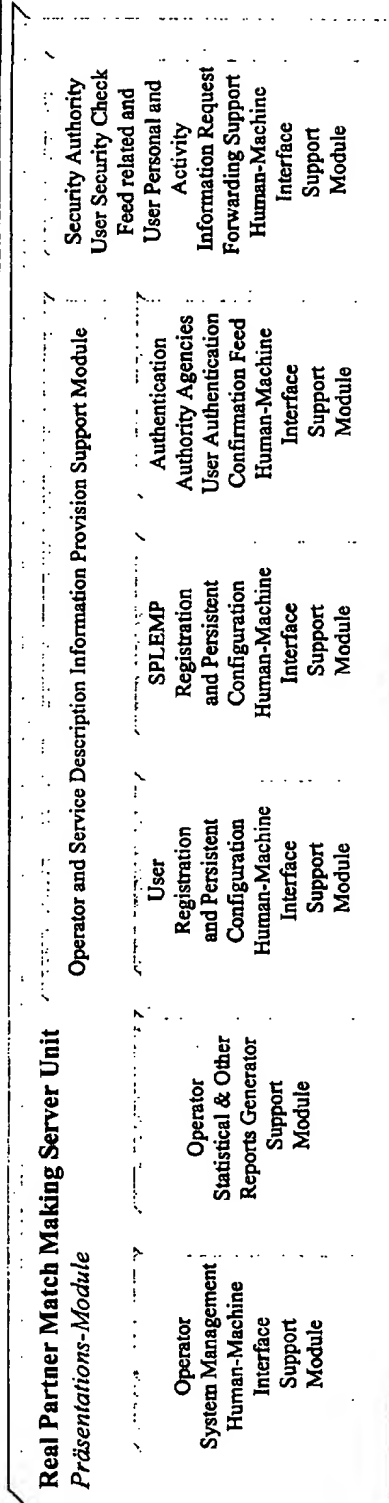 Real Partner Match Making Server Unit
Präsentations-Module
Operator and Service Description Information Provision Support Module
Operator
System Management
Human-Machine
Interface
Support
Module
Operator
Statistical & Other
Reports Generator
Support
Module
User
Registration
and Persistent
Configuration
Human-Machine
Interface
Support
Module
SPLEMP
Registration
and Persistent
Configuration
Human-Machine
Interface
Support
Module
Authentication
Authority Agencies
User Authentication
Confirmation Feed
Human-Machine
Interface
Support
Module
Security Authority
User Security Check
Feed related and
User Personal and
Activity
Information Request
Forwarding Support
Human-Machine
Interface
Support
Module